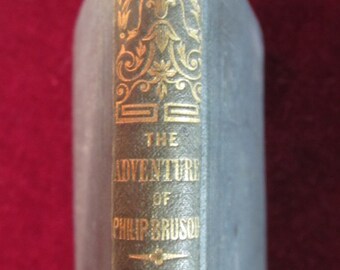 THE
ADVENTURE
OF
PHILIP BRUSON